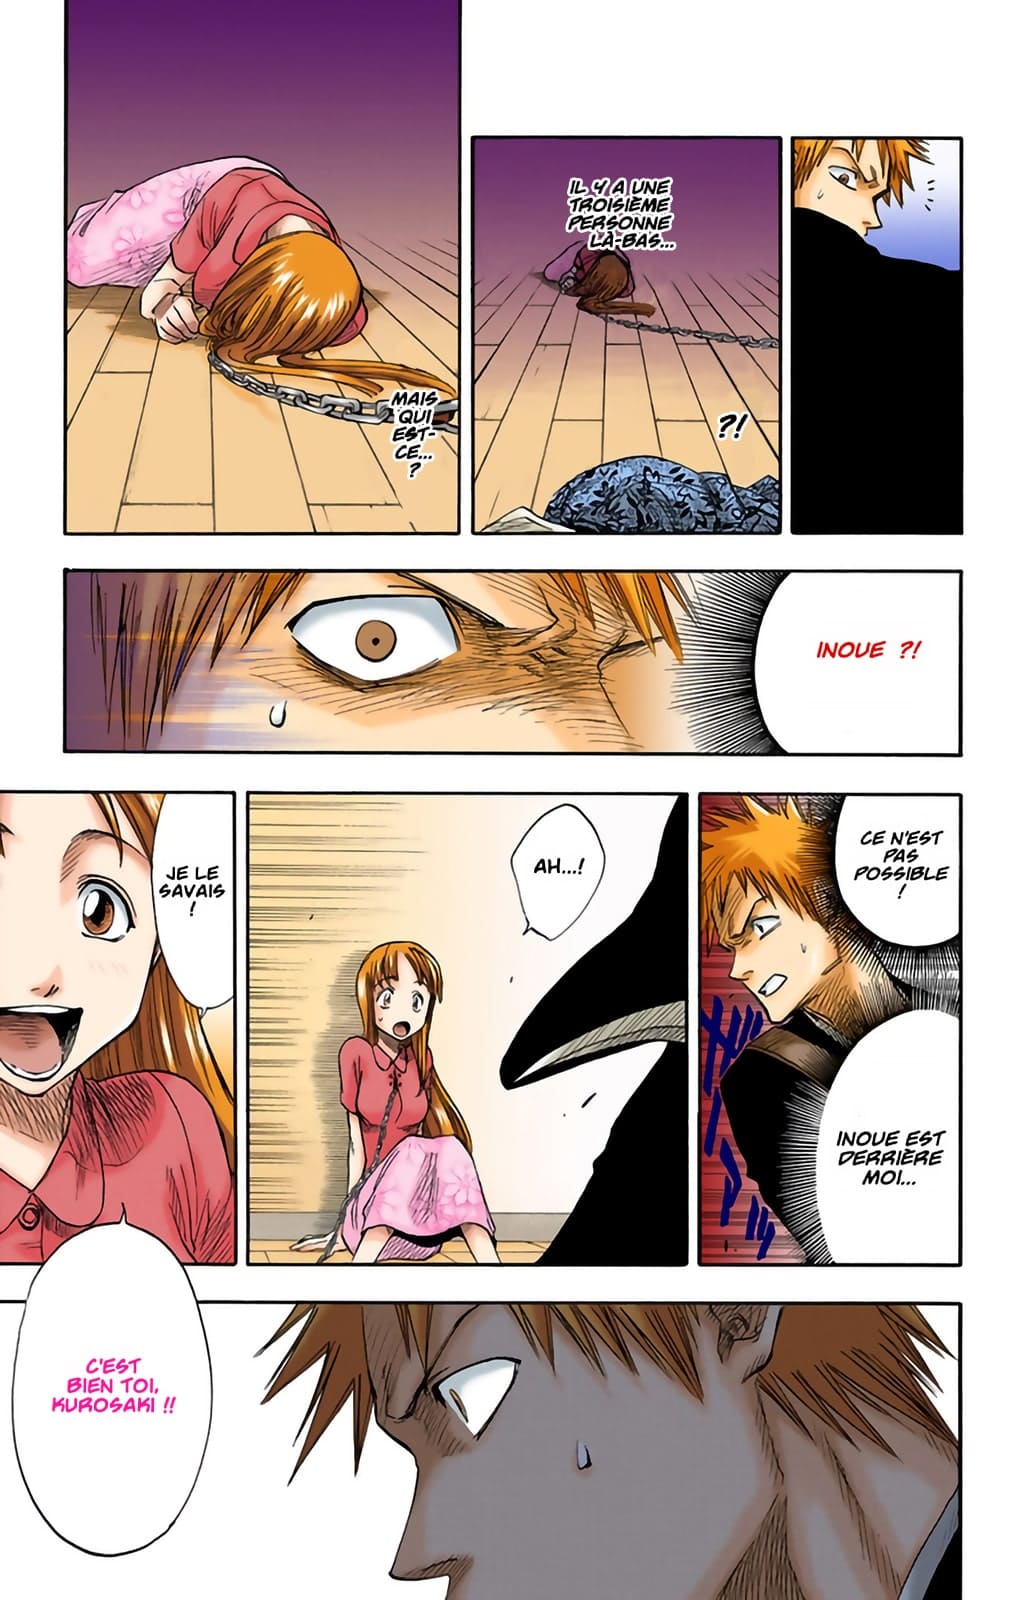 IL Y A UNE
TROISIÈME
PERSONNE
LÀ-BAS...
?!
MAIS
QUI
EST-
CE...
?
INOUE ?!
CE N'EST
PAS
POSSIBLE
!
INOUE EST
DERRIÈRE
MOI...
AH...!
JE LE
SAVAIS
!
C'EST
BIEN TOI,
KUROSAKI !!